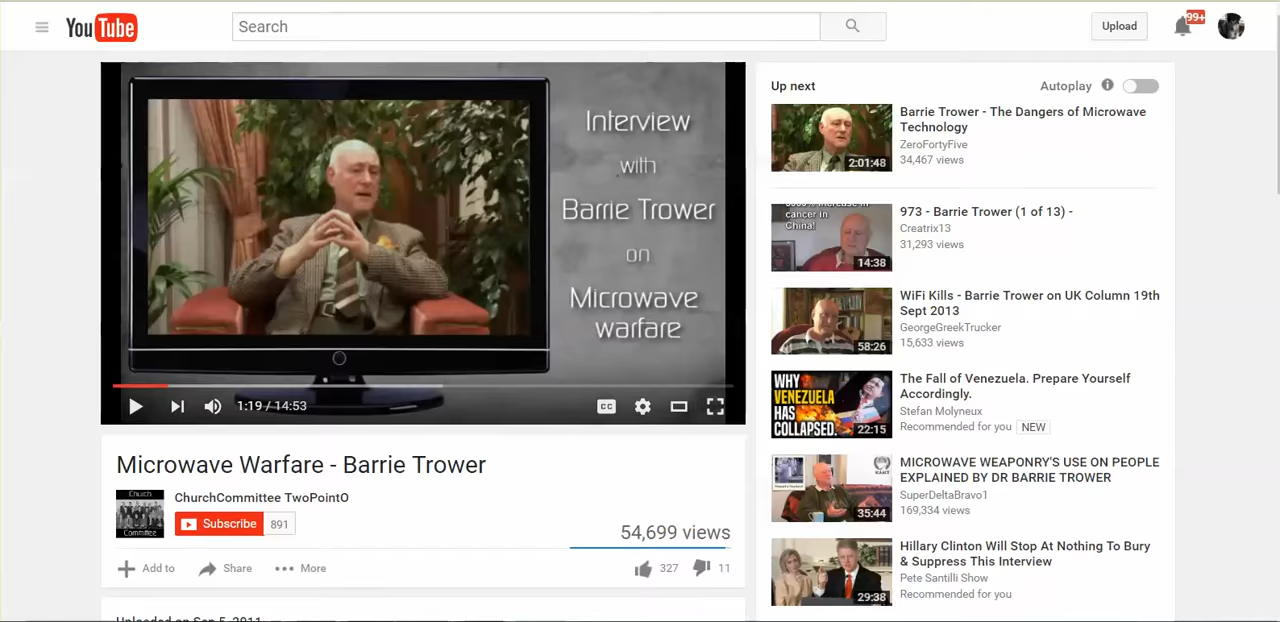 YouTube
Search
Upload
99+
Interview
with
Barrie Trower
on
Microwave
warfare
1:19 / 14:53
CC
Microwave Warfare - Barrie Trower
Church
Committee
ChurchCommittee TwoPointO
Subscribe
891
54,699 views
Add to
Share
More
327
11
Uploaded on Sep 5, 2011
Up next
Autoplay
2:01:48
Barrie Trower - The Dangers of Microwave
Technology
ZeroFortyFive
34,467 views
cancer in
China!
14:38
973 - Barrie Trower (1 of 13) -
Creatrix13
31,293 views
58:26
WiFi Kills - Barrie Trower on UK Column 19th
Sept 2013
GeorgeGreekTrucker
15,633 views
WHY
VENEZUELA
HAS
COLLAPSED.
22:15
The Fall of Venezuela. Prepare Yourself
Accordingly.
Stefan Molyneux
Recommended for you
NEW
35:44
MICROWAVE WEAPONRY'S USE ON PEOPLE
EXPLAINED BY DR BARRIE TROWER
SuperDeltaBravo1
169,334 views
29:38
Hillary Clinton Will Stop At Nothing To Bury
& Suppress This Interview
Pete Santilli Show
Recommended for you